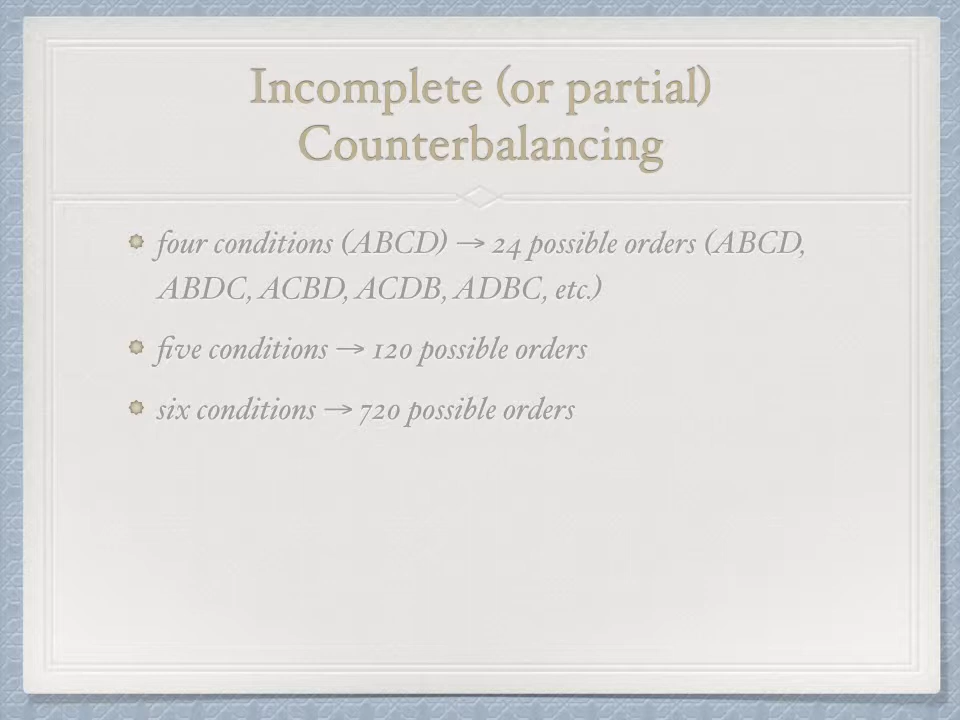 Incomplete (or partial)
Counterbalancing
four conditions (ABCD) → 24 possible orders (ABCD,
ABDC, ACBD, ACDB, ADBC, etc.)
five conditions → 120 possible orders
six conditions → 720 possible orders